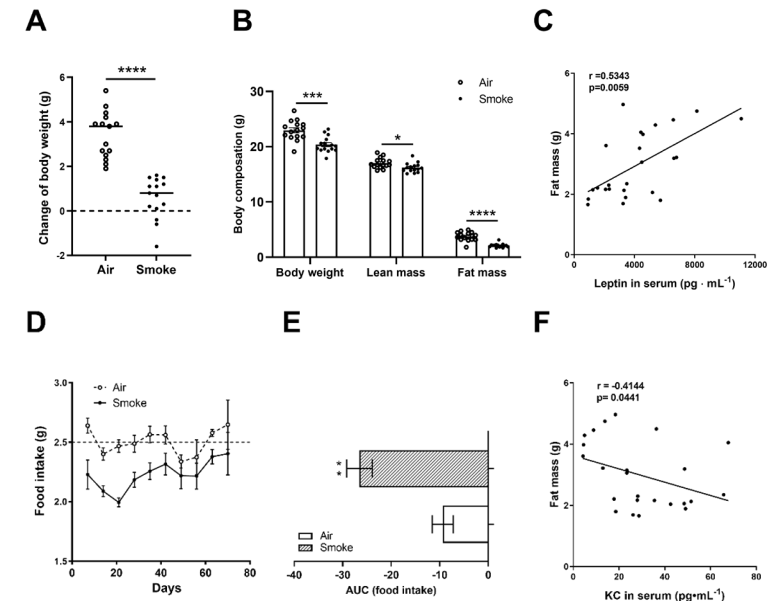 A
B
C
Change of body weight (g)
6
4
2
0
-2
****
Air
Smoke
Body composation (g)
30
20
10
0
***
*
****
Air
Smoke
Body weight
Lean mass
Fat mass
Fat mass (g)
6
4
2
0
r =0.5343
p=0.0059
0
4000
8000
12000
Leptin in serum (pg · mL⁻¹)
D
E
F
Food intake (g)
3.0
2.5
2.0
1.5
Air
Smoke
0
20
40
60
80
Days
**
Air
Smoke
-40
-30
-20
-10
0
AUC (food intake)
Fat mass (g)
6
4
2
0
r = -0.4144
p= 0.0441
0
20
40
60
80
KC in serum (pg•mL⁻¹)